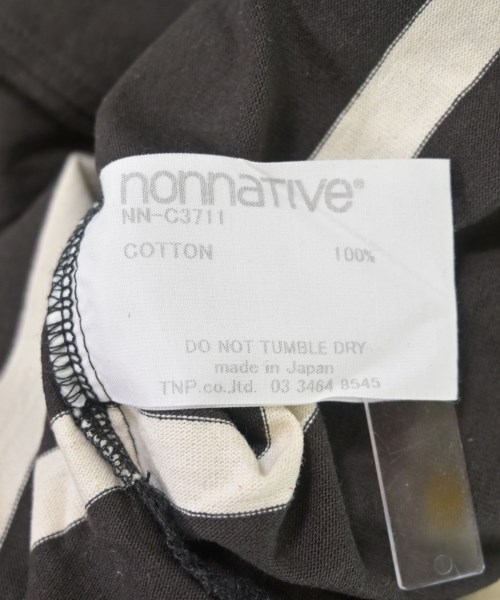 nonnative®
NN-C3711
COTTON 100%
DO NOT TUMBLE DRY
made in Japan
TNP.co.,ltd. 03 3464 8545